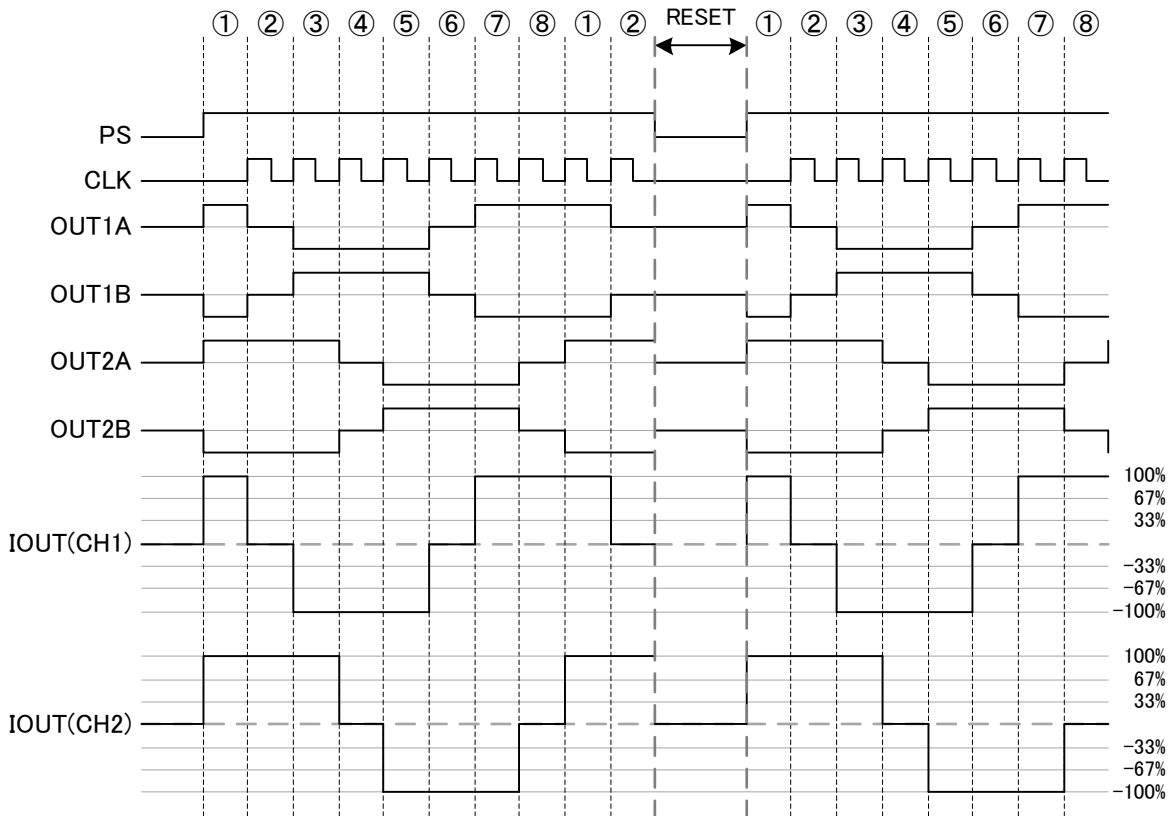 ① ② ③ ④ ⑤ ⑥ ⑦ ⑧ ① ② RESET ① ② ③ ④ ⑤ ⑥ ⑦ ⑧
PS
CLK
OUT1A
OUT1B
OUT2A
OUT2B
IOUT(CH1)
100%
67%
33%
-33%
-67%
-100%
IOUT(CH2)
100%
67%
33%
-33%
-67%
-100%